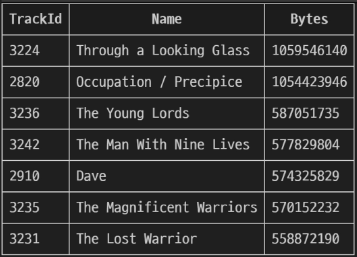 TrackId Name Bytes
3224 Through a Looking Glass 1059546140
2820 Occupation / Precipice 1054423946
3236 The Young Lords 587051735
3242 The Man With Nine Lives 577829804
2910 Dave 574325829
3235 The Magnificent Warriors 570152232
3231 The Lost Warrior 558872190